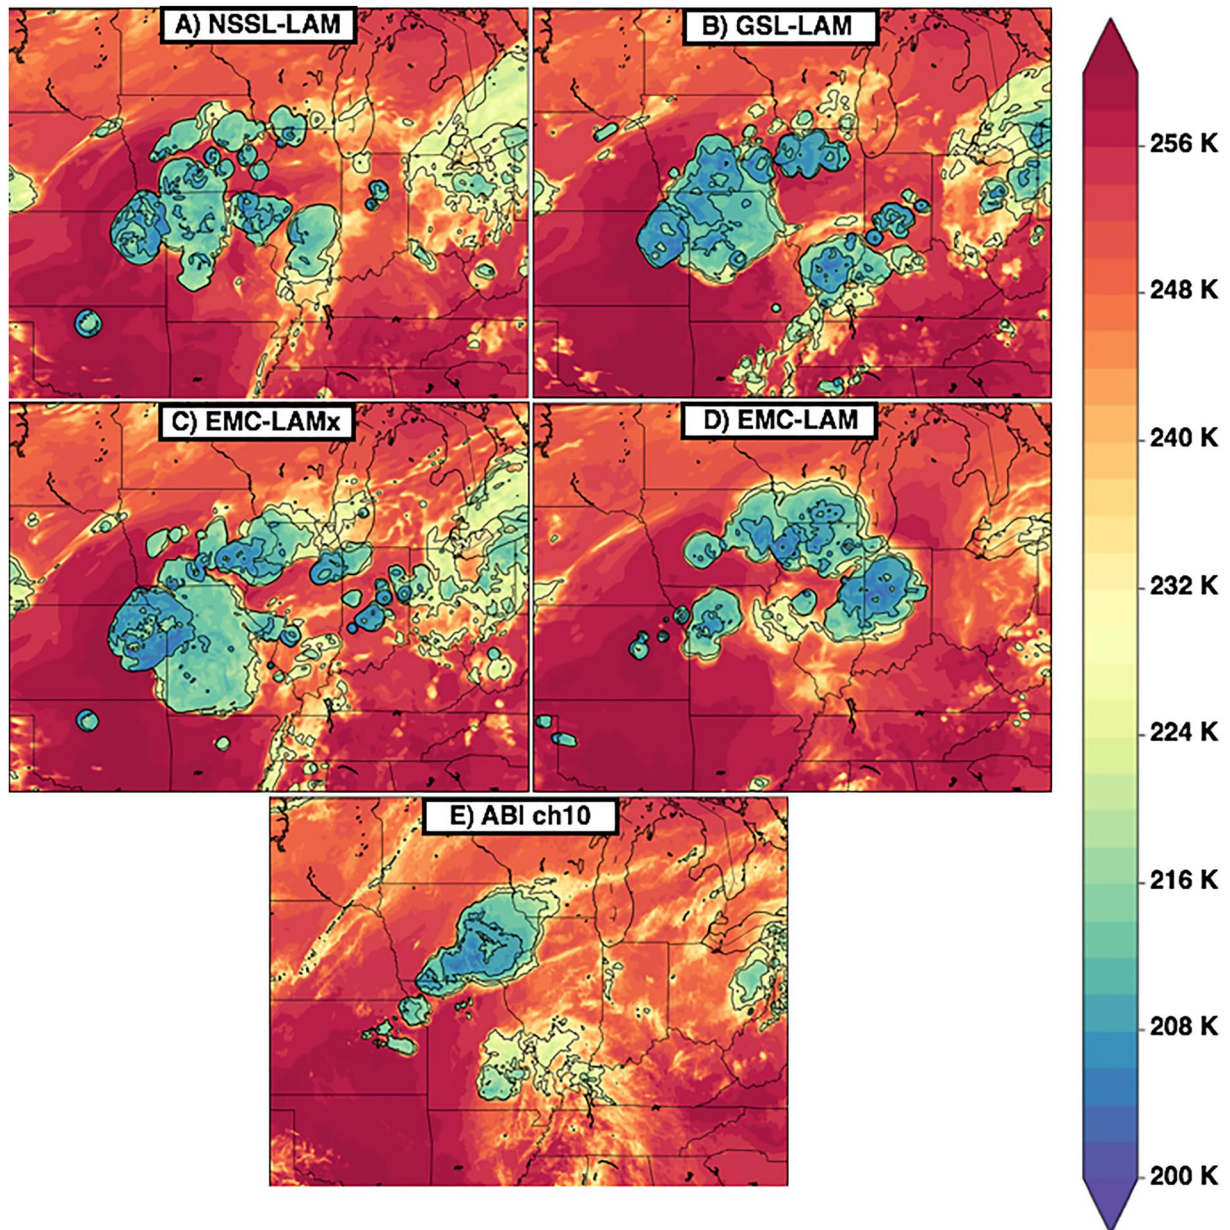 A) NSSL-LAM
B) GSL-LAM
C) EMC-LAMx
D) EMC-LAM
E) ABI ch10
256 K
248 K
240 K
232 K
224 K
216 K
208 K
200 K